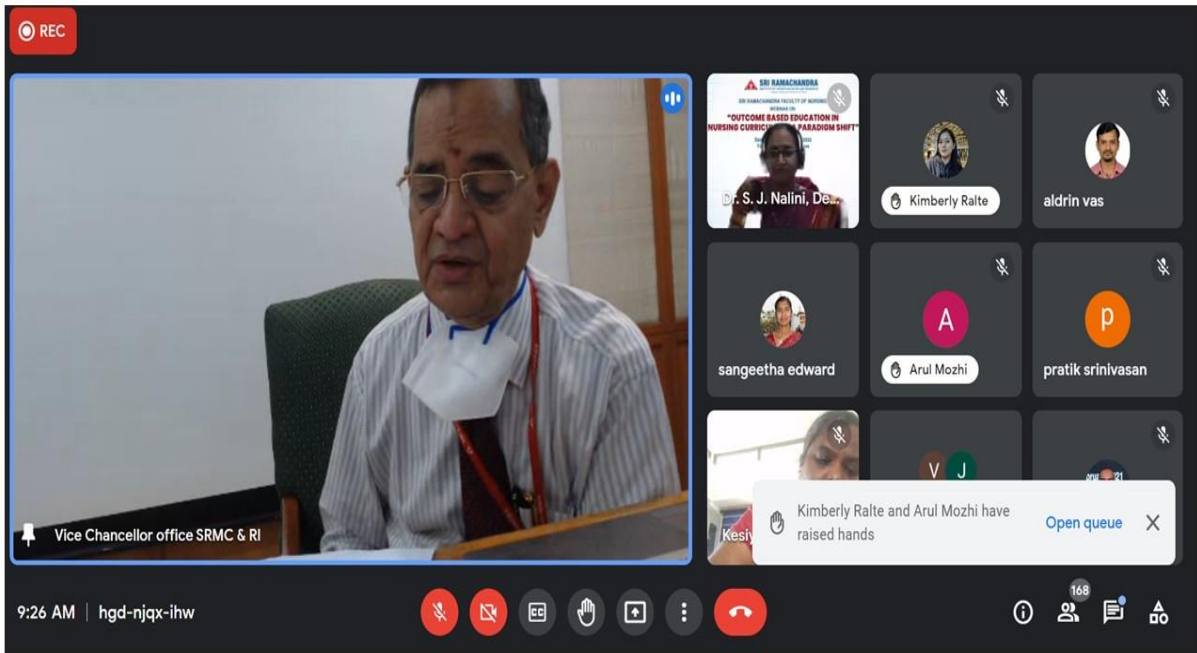 REC
SRI RAMACHANDRA
SRI RAMACHANDRA FACULTY OF NURSING
WEBINAR ON
"OUTCOME BASED EDUCATION IN
NURSING PARADIGM SHIFT"
Dr. S. J. Nalini, De...
Kimberly Ralte
aldrin vas
sangeetha edward
A
Arul Mozhi
p
pratik srinivasan
V J
Kimberly Ralte and Arul Mozhi have
raised hands
Open queue
Vice Chancellor office SRMC & RI
9:26 AM | hgd-njqx-ihw
CC
168